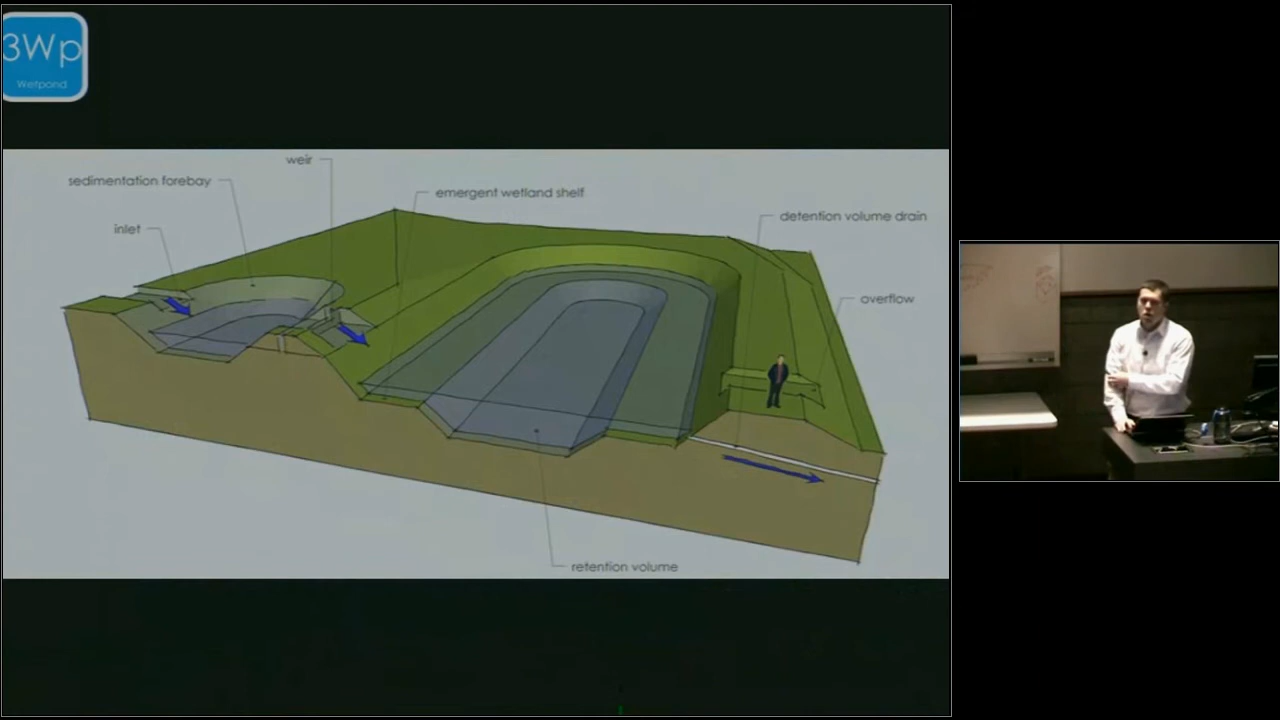 3Wp
Wetpond
weir
sedimentation forebay
emergent wetland shelf
detention volume drain
inlet
overflow
retention volume